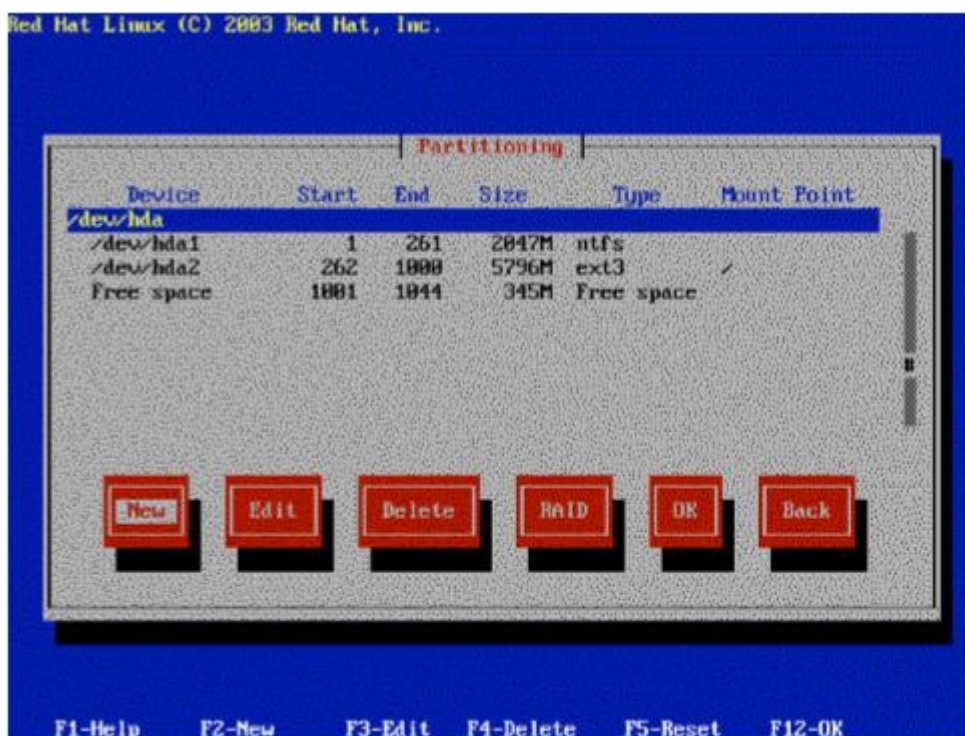 Red Hat Linux (C) 2003 Red Hat, Inc.
Partitioning
Device Start End Size Type Mount Point
/dev/hda
/dev/hda1 1 261 2047M ntfs
/dev/hda2 262 1000 5796M ext3 /
Free space 1001 1044 345M Free space
New Edit Delete RAID OK Back
F1-Help F2-New F3-Edit F4-Delete F5-Reset F12-OK